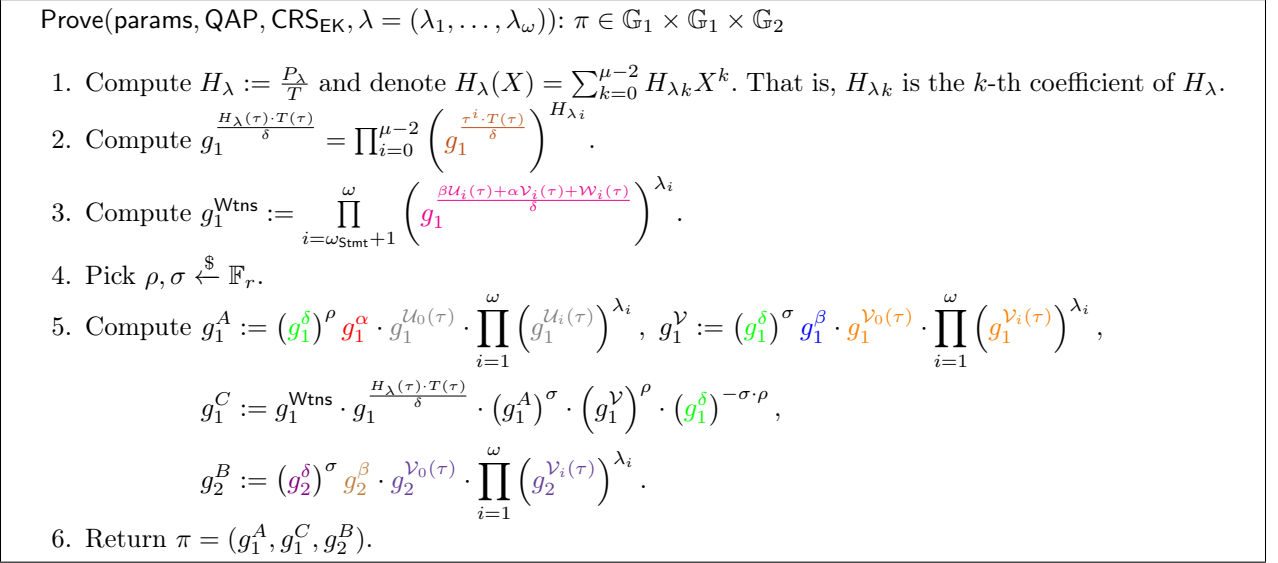 Prove(params, QAP, CRS_EK, λ = (λ_1, . . . , λ_ω)): π ∈ 𝔾_1 × 𝔾_1 × 𝔾_2
1. Compute H_λ := P_λ/T and denote H_λ(X) = ∑_{k=0}^{μ−2} H_{λk} X^k. That is, H_{λk} is the k-th coefficient of H_λ.
2. Compute g_1^{H_λ(τ)·T(τ)/δ} = ∏_{i=0}^{μ−2} (g_1^{τ^i·T(τ)/δ})^{H_{λi}}.
3. Compute g_1^{Wtns} := ∏_{i=ω_Stmt+1}^{ω} (g_1^{(β𝒰_i(τ)+α𝒱_i(τ)+𝒲_i(τ))/δ})^{λ_i}.
4. Pick ρ, σ ←$ 𝔽_r.
5. Compute g_1^A := (g_1^δ)^ρ g_1^α · g_1^{𝒰_0(τ)} · ∏_{i=1}^{ω} (g_1^{𝒰_i(τ)})^{λ_i} , g_1^𝒱 := (g_1^δ)^σ g_1^β · g_1^{𝒱_0(τ)} · ∏_{i=1}^{ω} (g_1^{𝒱_i(τ)})^{λ_i} ,
g_1^C := g_1^{Wtns} · g_1^{H_λ(τ)·T(τ)/δ} · (g_1^A)^σ · (g_1^𝒱)^ρ · (g_1^δ)^{−σ·ρ} ,
g_2^B := (g_2^δ)^σ g_2^β · g_2^{𝒱_0(τ)} · ∏_{i=1}^{ω} (g_2^{𝒱_i(τ)})^{λ_i} .
6. Return π = (g_1^A, g_1^C, g_2^B).